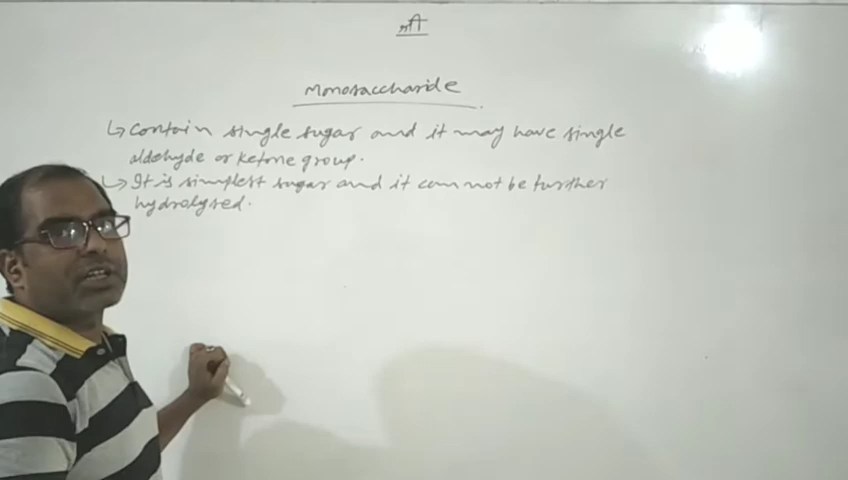 Monosaccharide
↳ Contain single sugar and it may have single
aldehyde or ketone group.
↳ It is simplest sugar and it can not be further
hydrolysed.